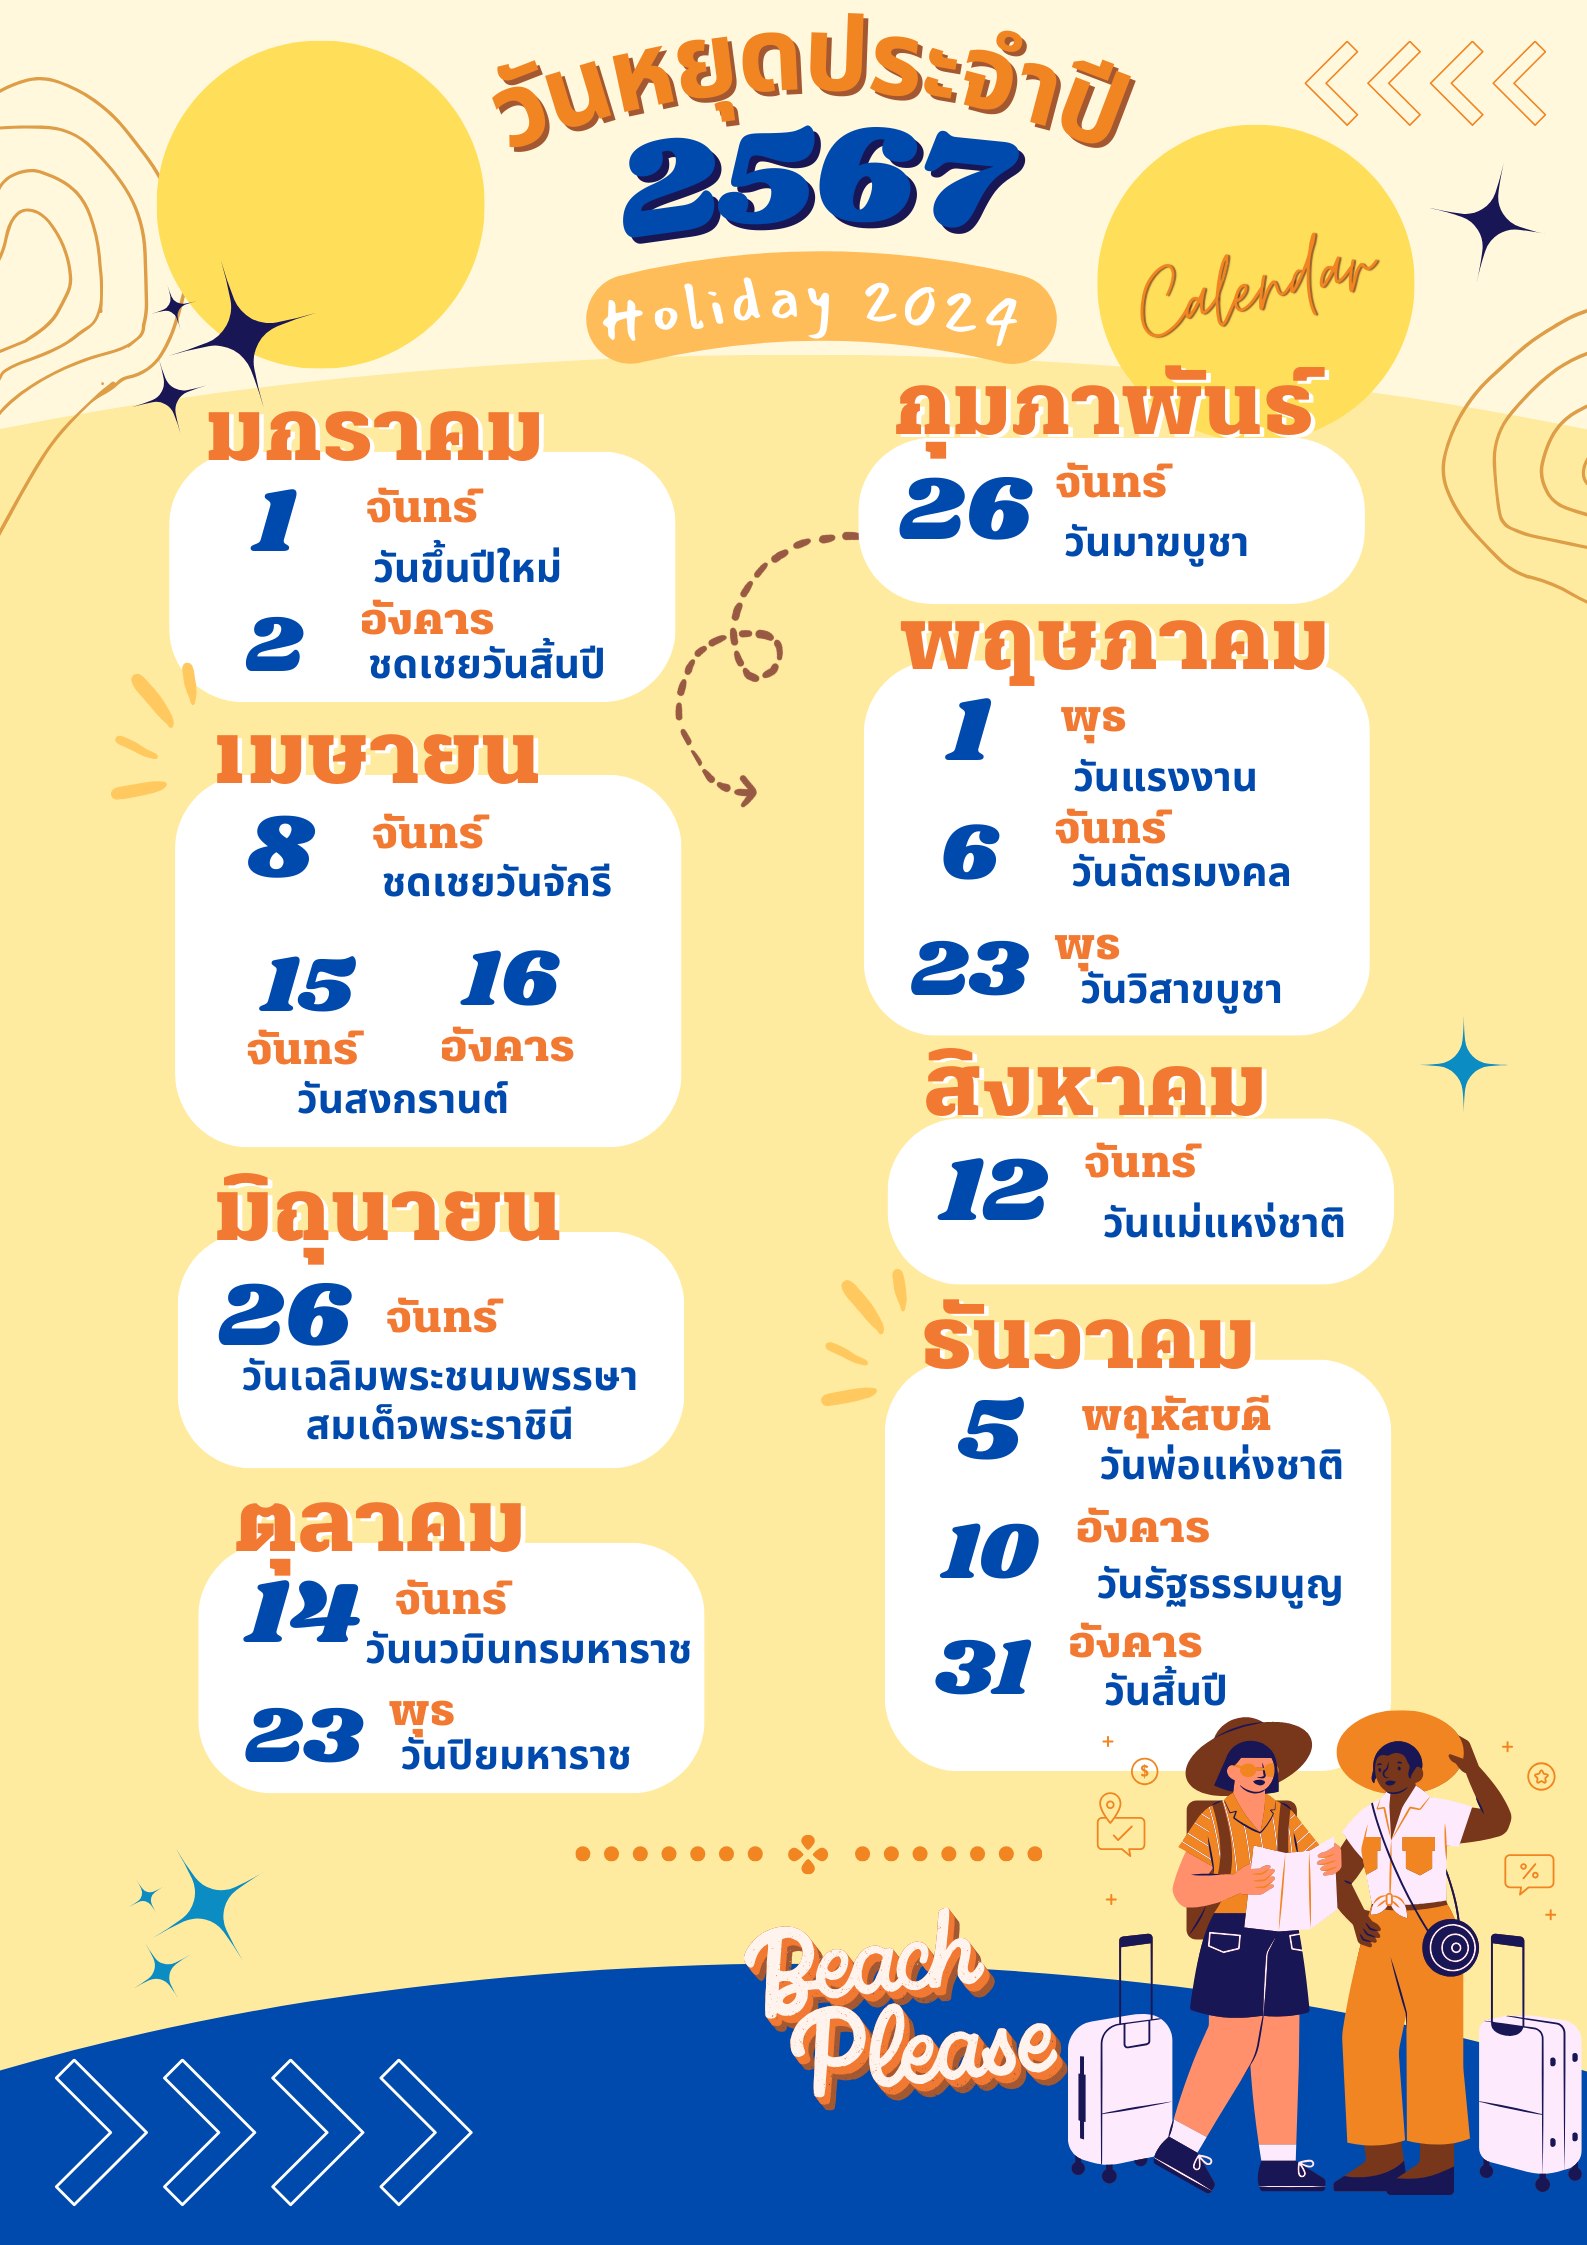 วันหยุดประจำปี
2567
Holiday 2024
Calendar
มกราคม
1 จันทร์
วันขึ้นปีใหม่
2 อังคาร
ชดเชยวันสิ้นปี
กุมภาพันธ์
26 จันทร์
วันมาฆบูชา
เมษายน
8 จันทร์
ชดเชยวันจักรี
15 16
จันทร์ อังคาร
วันสงกรานต์
พฤษภาคม
1 พุธ
วันแรงงาน
6 จันทร์
วันฉัตรมงคล
23 พุธ
วันวิสาขบูชา
มิถุนายน
26 จันทร์
วันเฉลิมพระชนมพรรษา
สมเด็จพระราชินี
สิงหาคม
12 จันทร์
วันแม่แหง่ชาติ
ตุลาคม
14 จันทร์
วันนวมินทรมหาราช
23 พุธ
วันปิยมหาราช
ธันวาคม
5 พฤหัสบดี
วันพ่อแห่งชาติ
10 อังคาร
วันรัฐธรรมนูญ
31 อังคาร
วันสิ้นปี
$
%
Beach
Please